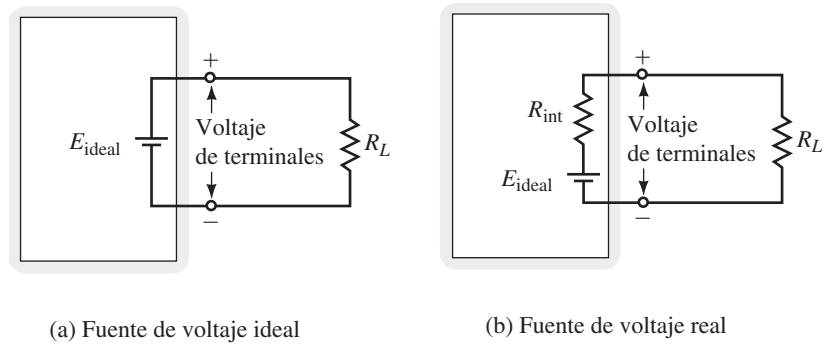 +
E_ideal
Voltaje
de terminales
R_L
−
(a) Fuente de voltaje ideal
+
R_int
Voltaje
de terminales
E_ideal
R_L
−
(b) Fuente de voltaje real